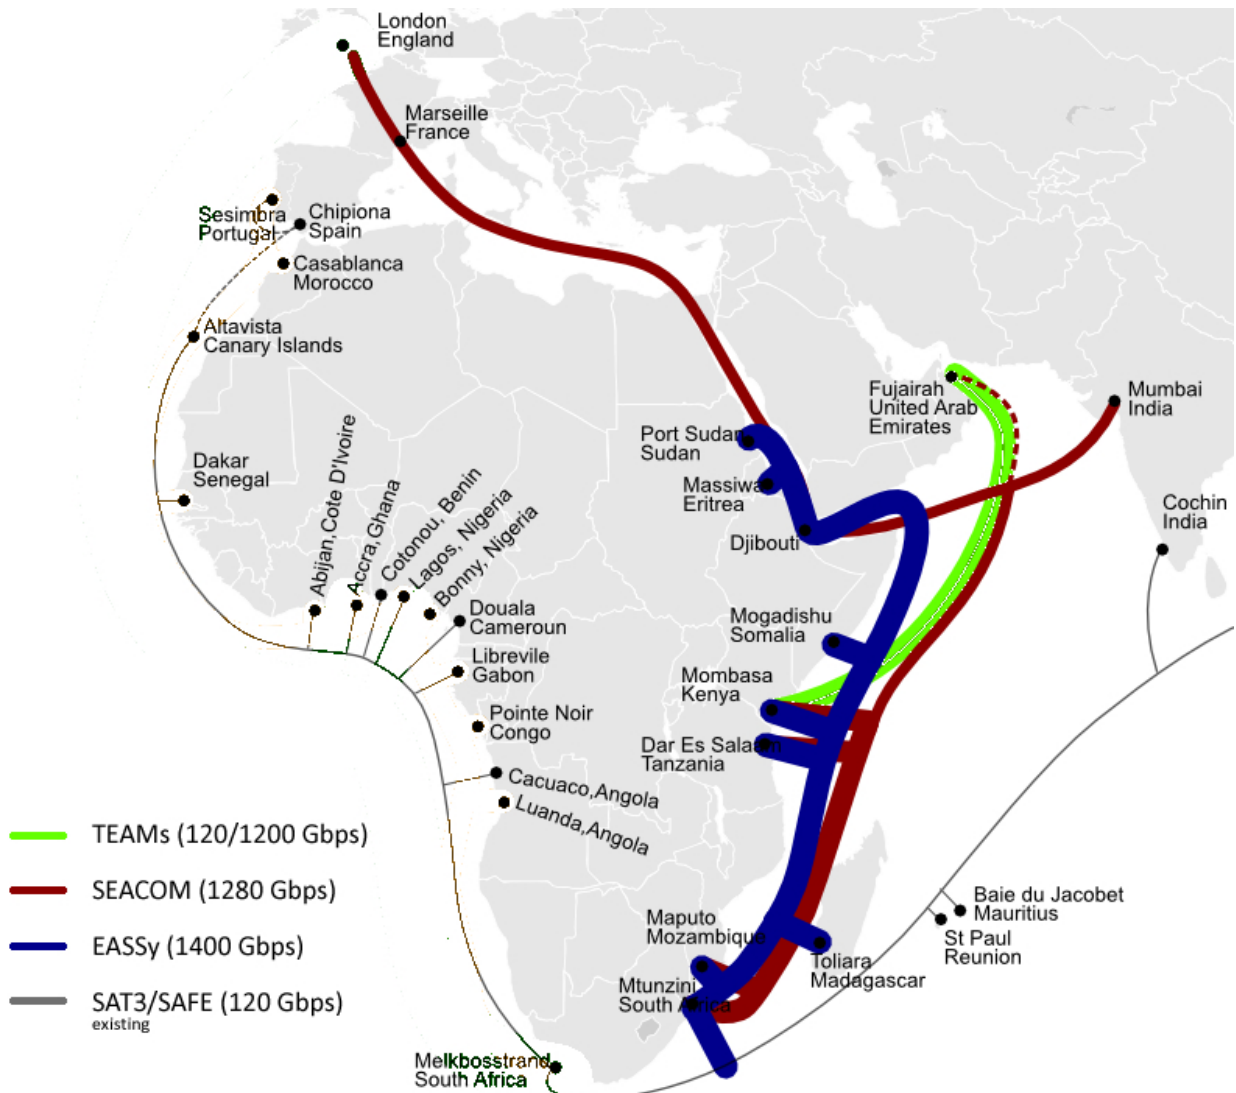 London
England
Marseille
France
Sesimbra
Portugal
Chipiona
Spain
Casablanca
Morocco
Altavista
Canary Islands
Fujairah
United Arab
Emirates
Mumbai
India
Port Sudan
Sudan
Dakar
Senegal
Massiwa
Eritrea
Cochin
India
Djibouti
Abijan,Cote D'Ivoire
Accra,Ghana
Cotonou, Benin
Lagos, Nigeria
Bonny, Nigeria
Douala
Cameroun
Mogadishu
Somalia
Librevile
Gabon
Mombasa
Kenya
Pointe Noir
Congo
Dar Es Salaam
Tanzania
Cacuaco,Angola
Luanda,Angola
TEAMs (120/1200 Gbps)
SEACOM (1280 Gbps)
EASSy (1400 Gbps)
SAT3/SAFE (120 Gbps)
existing
Baie du Jacobet
Mauritius
St Paul
Reunion
Maputo
Mozambique
Toliara
Madagascar
Mtunzini
South Africa
Melkbosstrand
South Africa